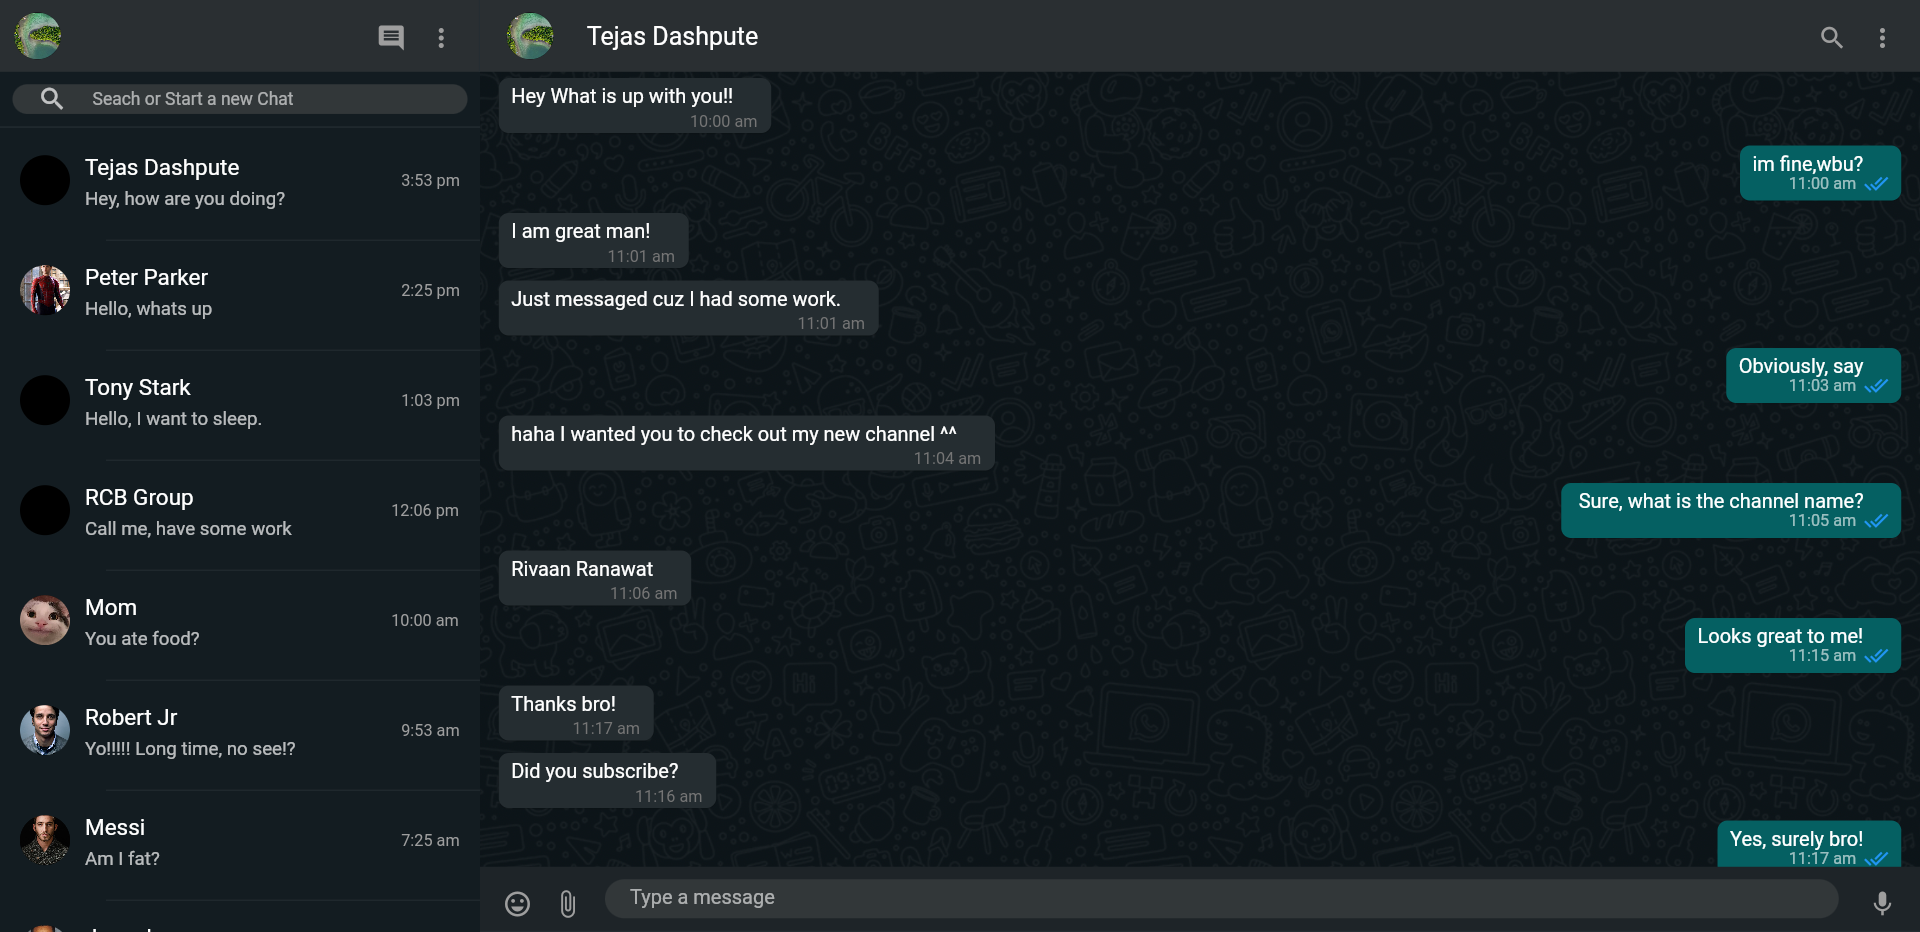 Tejas Dashpute
Seach or Start a new Chat
Tejas Dashpute
3:53 pm
Hey, how are you doing?
Peter Parker
2:25 pm
Hello, whats up
Tony Stark
1:03 pm
Hello, I want to sleep.
RCB Group
12:06 pm
Call me, have some work
Mom
10:00 am
You ate food?
Robert Jr
9:53 am
Yo!!!!! Long time, no see!?
Messi
7:25 am
Am I fat?
Hey What is up with you!!
10:00 am
im fine,wbu?
11:00 am
I am great man!
11:01 am
Just messaged cuz I had some work.
11:01 am
Obviously, say
11:03 am
haha I wanted you to check out my new channel ^^
11:04 am
Sure, what is the channel name?
11:05 am
Rivaan Ranawat
11:06 am
Looks great to me!
11:15 am
Thanks bro!
11:17 am
Did you subscribe?
11:16 am
Yes, surely bro!
11:17 am
Type a message